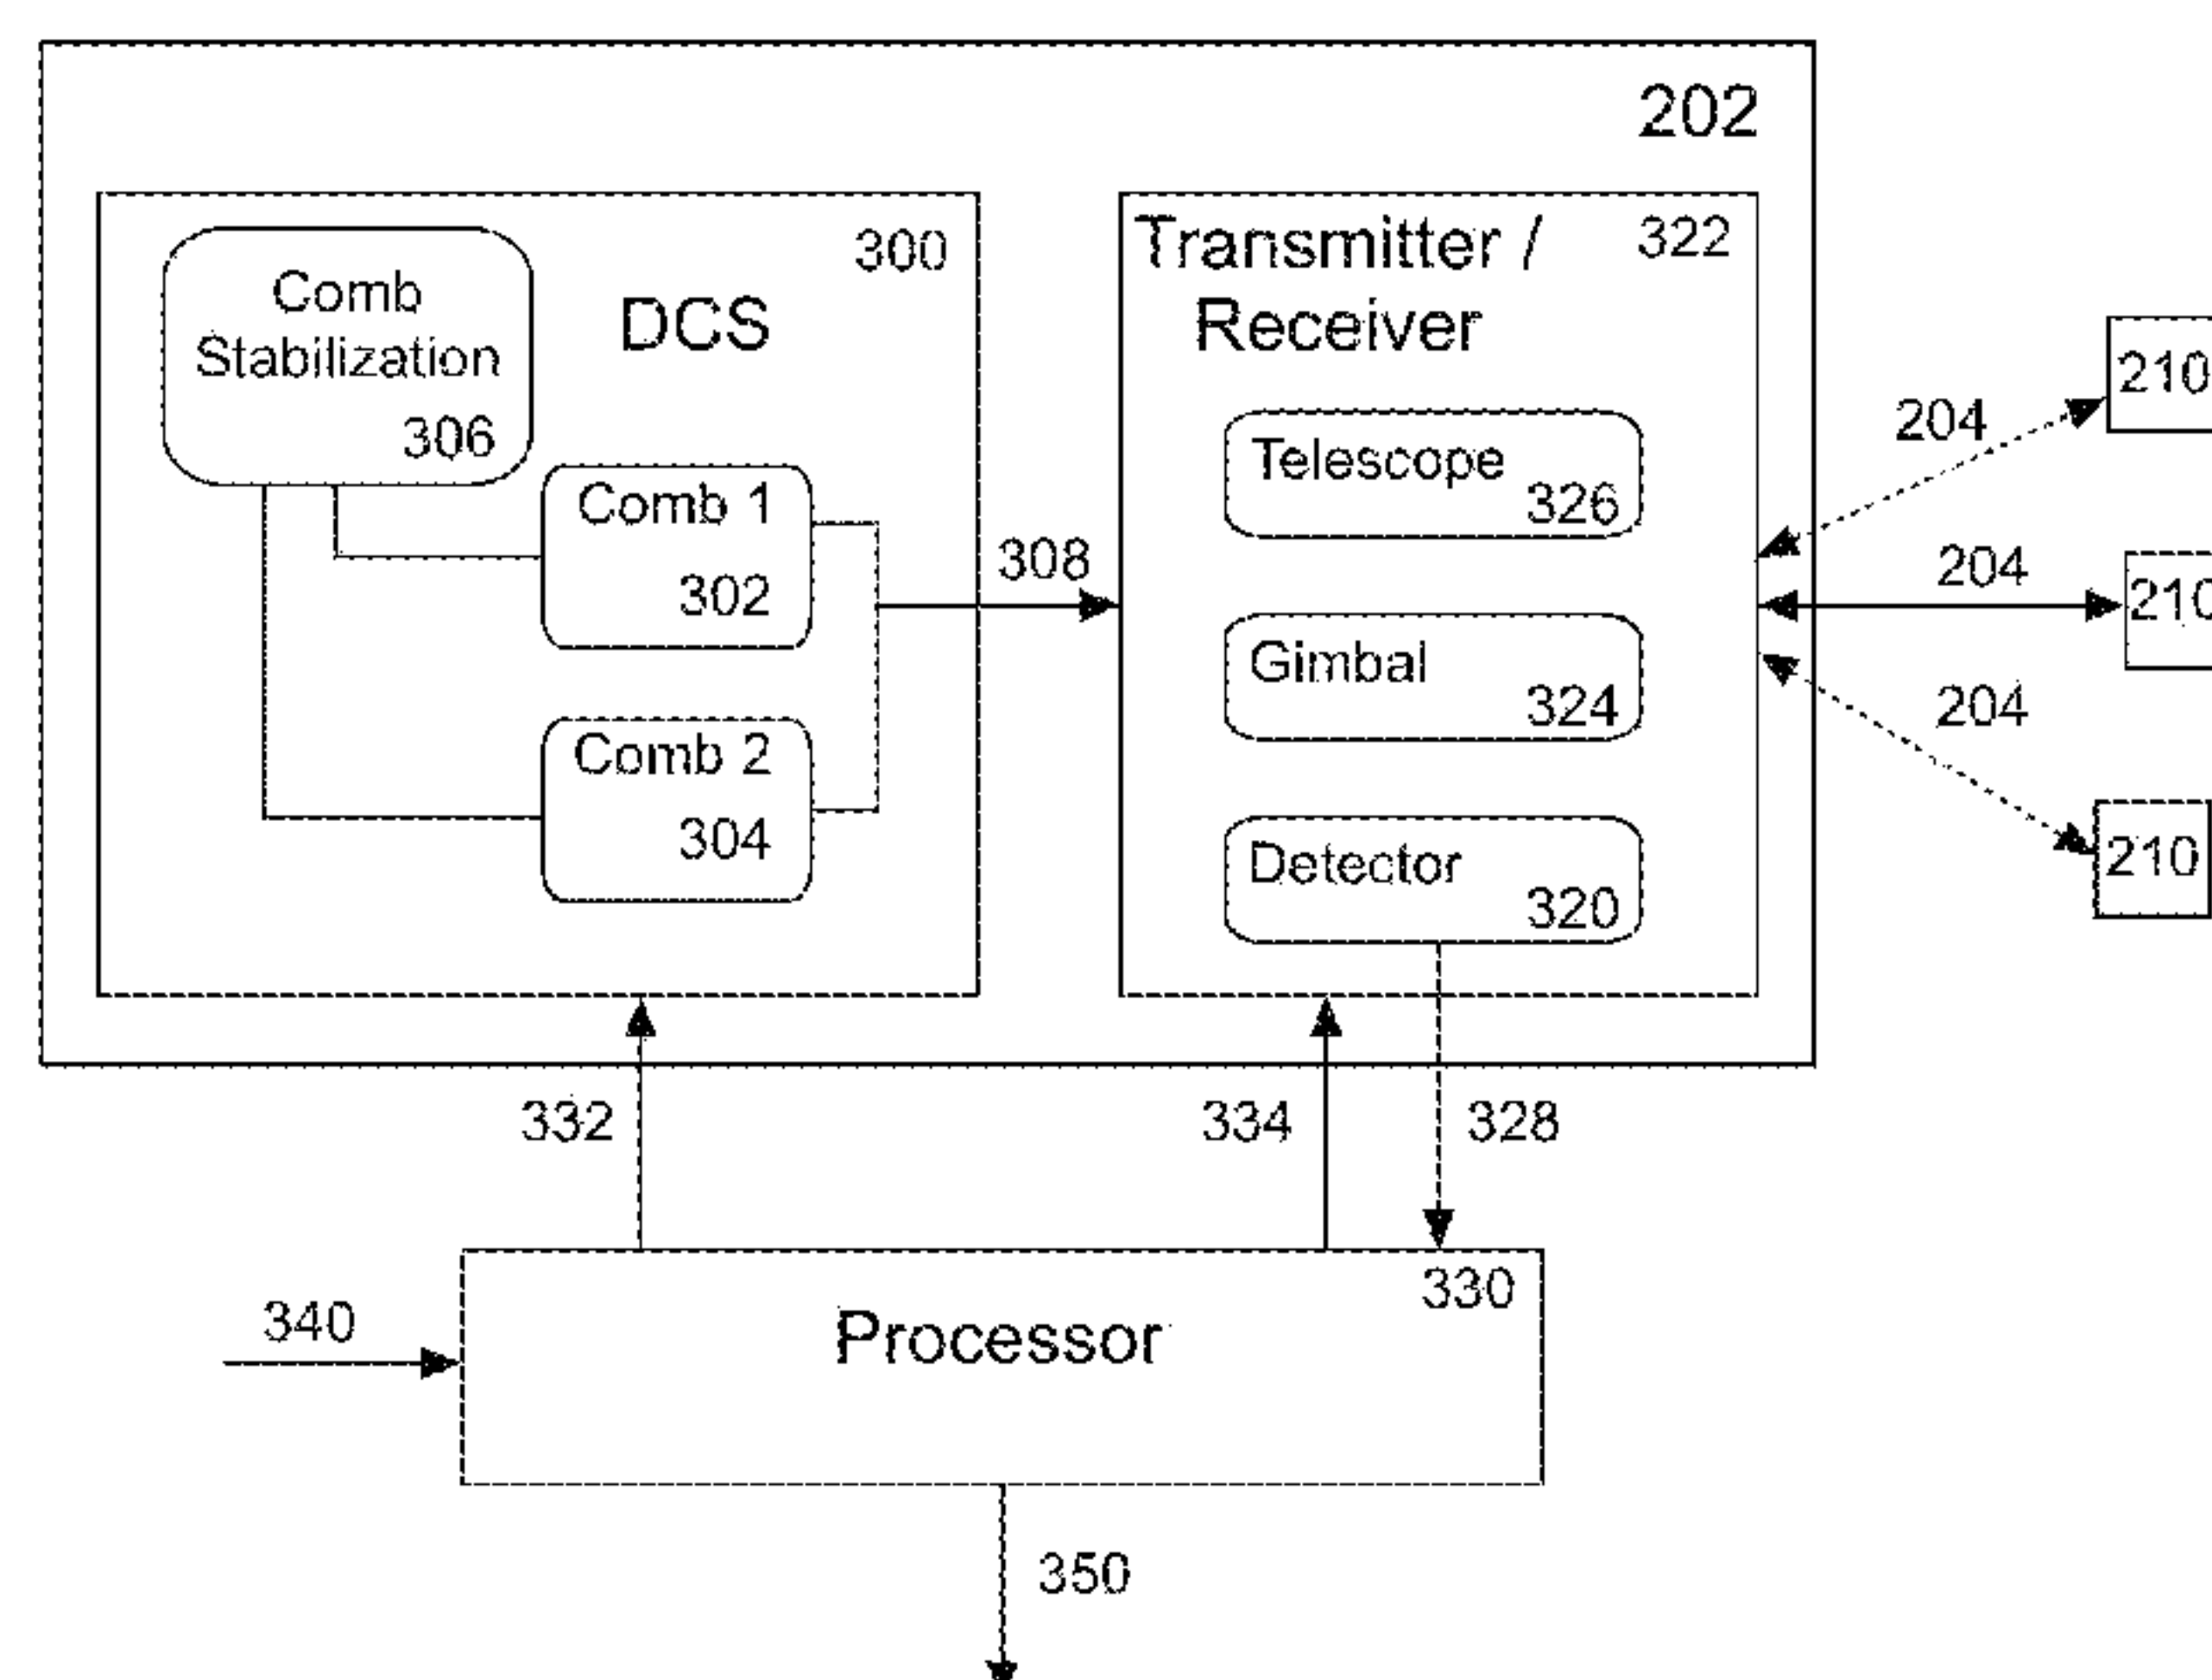 202
300
DCS
Comb
Stabilization
306
Comb 1
302
Comb 2
304
308
Transmitter /
Receiver
322
Telescope
326
Gimbal
324
Detector
320
204
210
204
210
204
210
332
334
328
340
330
Processor
350